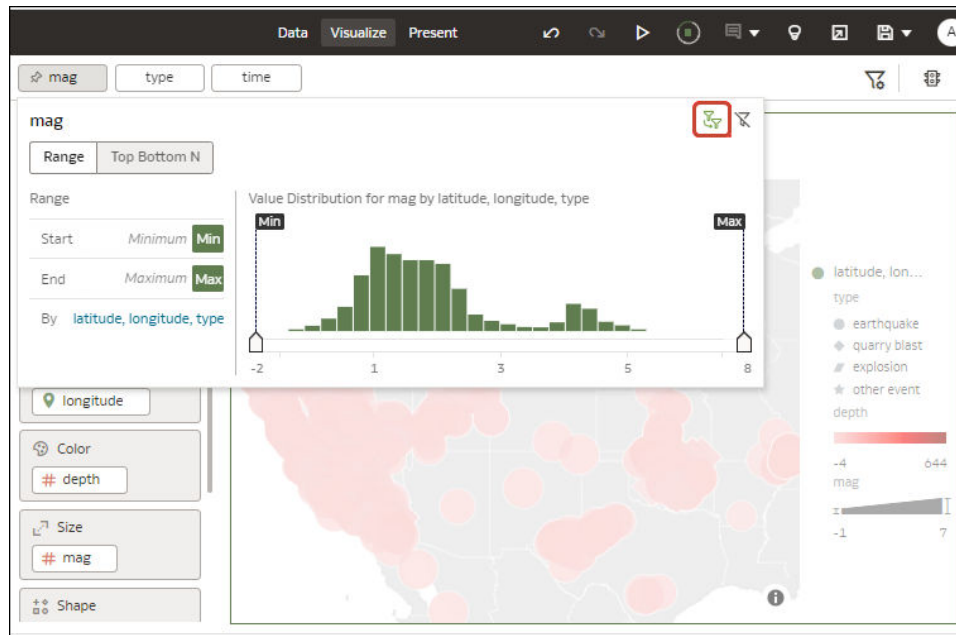 Data Visualize Present A
mag type time
mag
Range Top Bottom N
Range
Start Minimum Min
End Maximum Max
By latitude, longitude, type
Value Distribution for mag by latitude, longitude, type
Min Max
-2 1 3 5 8
longitude
Color
# depth
Size
# mag
Shape
latitude, lon...
type
earthquake
quarry blast
explosion
other event
depth
-4 644
mag
-1 7